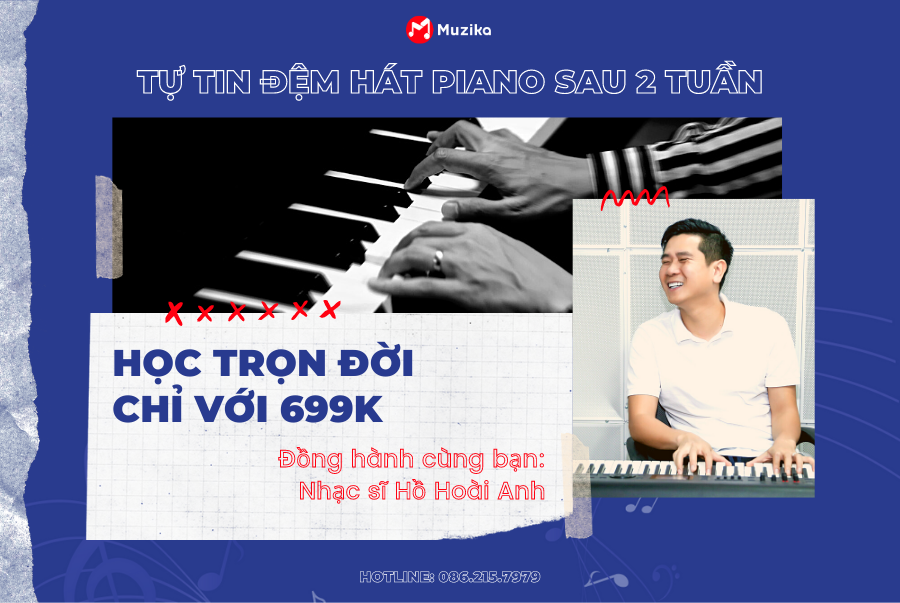 Muzika
TỰ TIN ĐỆM HÁT PIANO SAU 2 TUẦN
HỌC TRỌN ĐỜI
CHỈ VỚI 699K
Đồng hành cùng bạn:
Nhạc sĩ Hồ Hoài Anh
HOTLINE: 086.215.7979